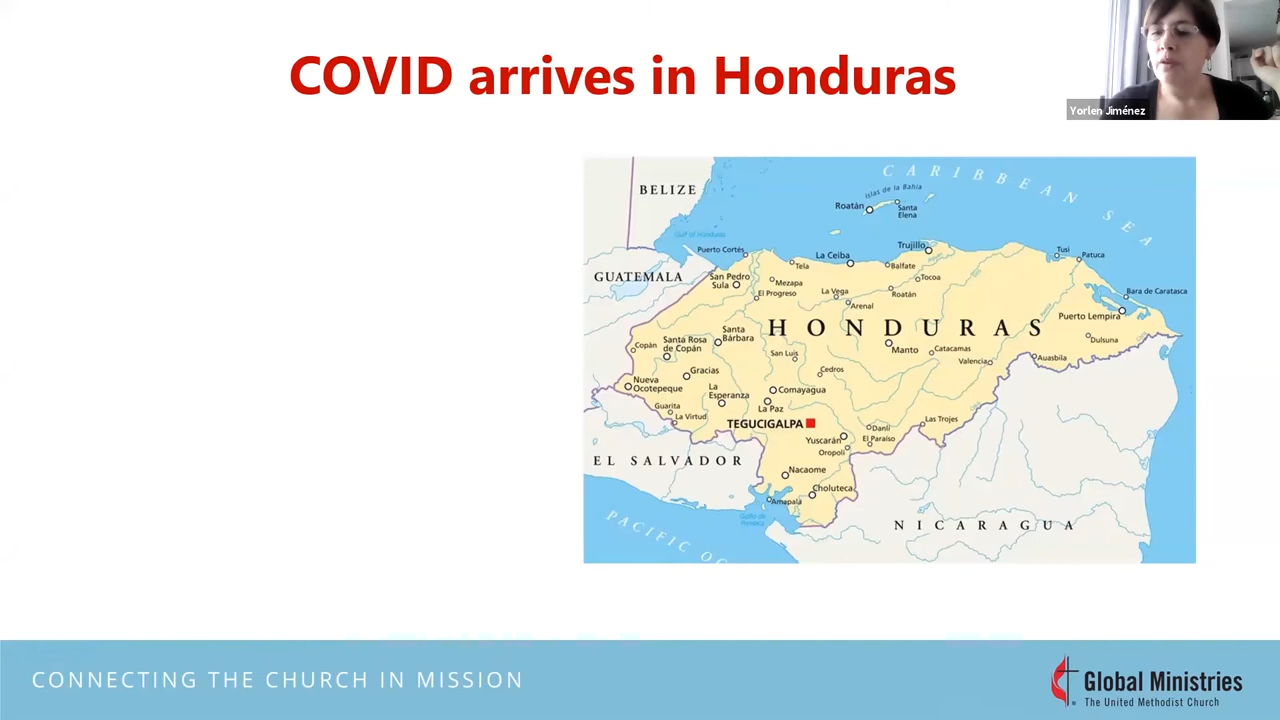 COVID arrives in Honduras
Yorlen Jiménez
CARIBBEAN SEA
BELIZE
Islas de la Bahía
Roatán
Santa
Elena
Gulf of Honduras
Puerto Cortés
La Ceiba
Trujillo
Tusi
Patuca
GUATEMALA
San Pedro
Sula
Tela
Balfate
Mezapa
Tocoa
El Progreso
La Vega
Roatán
Arenal
Bara de Caratasca
Puerto Lempira
HONDURAS
Santa
Bárbara
Copán
Santa Rosa
de Copán
San Luis
Manto
Catacamas
Valencia
Auasbila
Dulsuna
Gracias
Cedros
Nueva
Ocotepeque
La
Esperanza
Comayagua
Guarita
La Virtud
La Paz
TEGUCIGALPA
Danlí
El Paraíso
Las Trojes
Yuscarán
Oropolí
EL SALVADOR
Nacaome
Choluteca
Amapala
Golfo de
Fonseca
PACIFIC OC
NICARAGUA
CONNECTING THE CHURCH IN MISSION
Global Ministries
The United Methodist Church